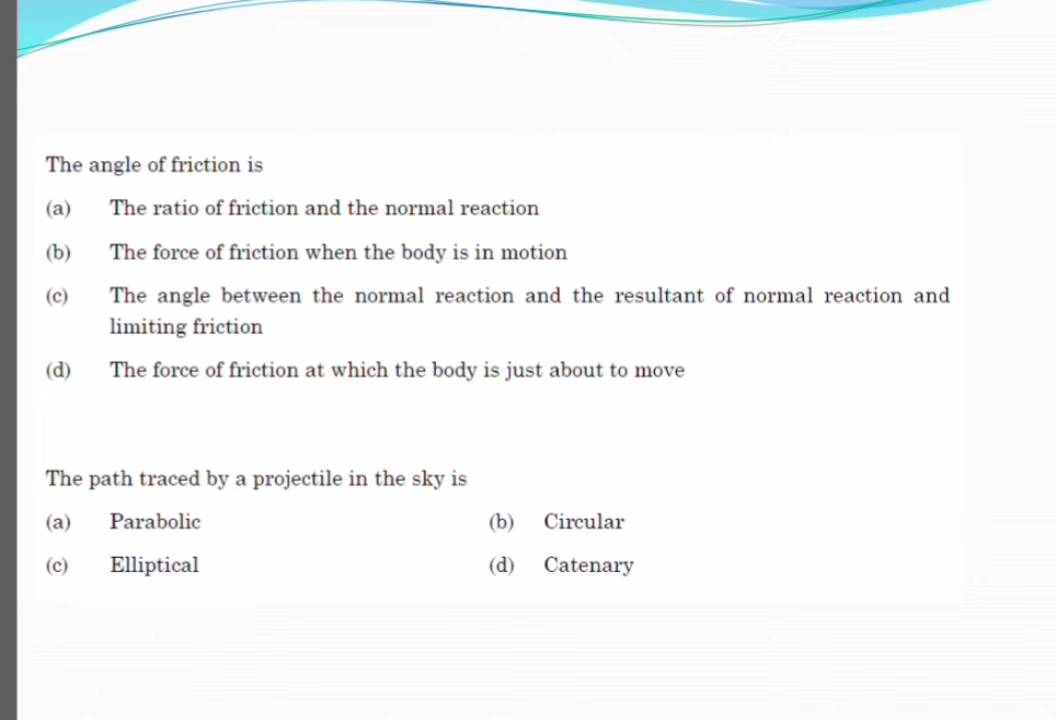 The angle of friction is
(a) The ratio of friction and the normal reaction
(b) The force of friction when the body is in motion
(c) The angle between the normal reaction and the resultant of normal reaction and
limiting friction
(d) The force of friction at which the body is just about to move
The path traced by a projectile in the sky is
(a) Parabolic (b) Circular
(c) Elliptical (d) Catenary